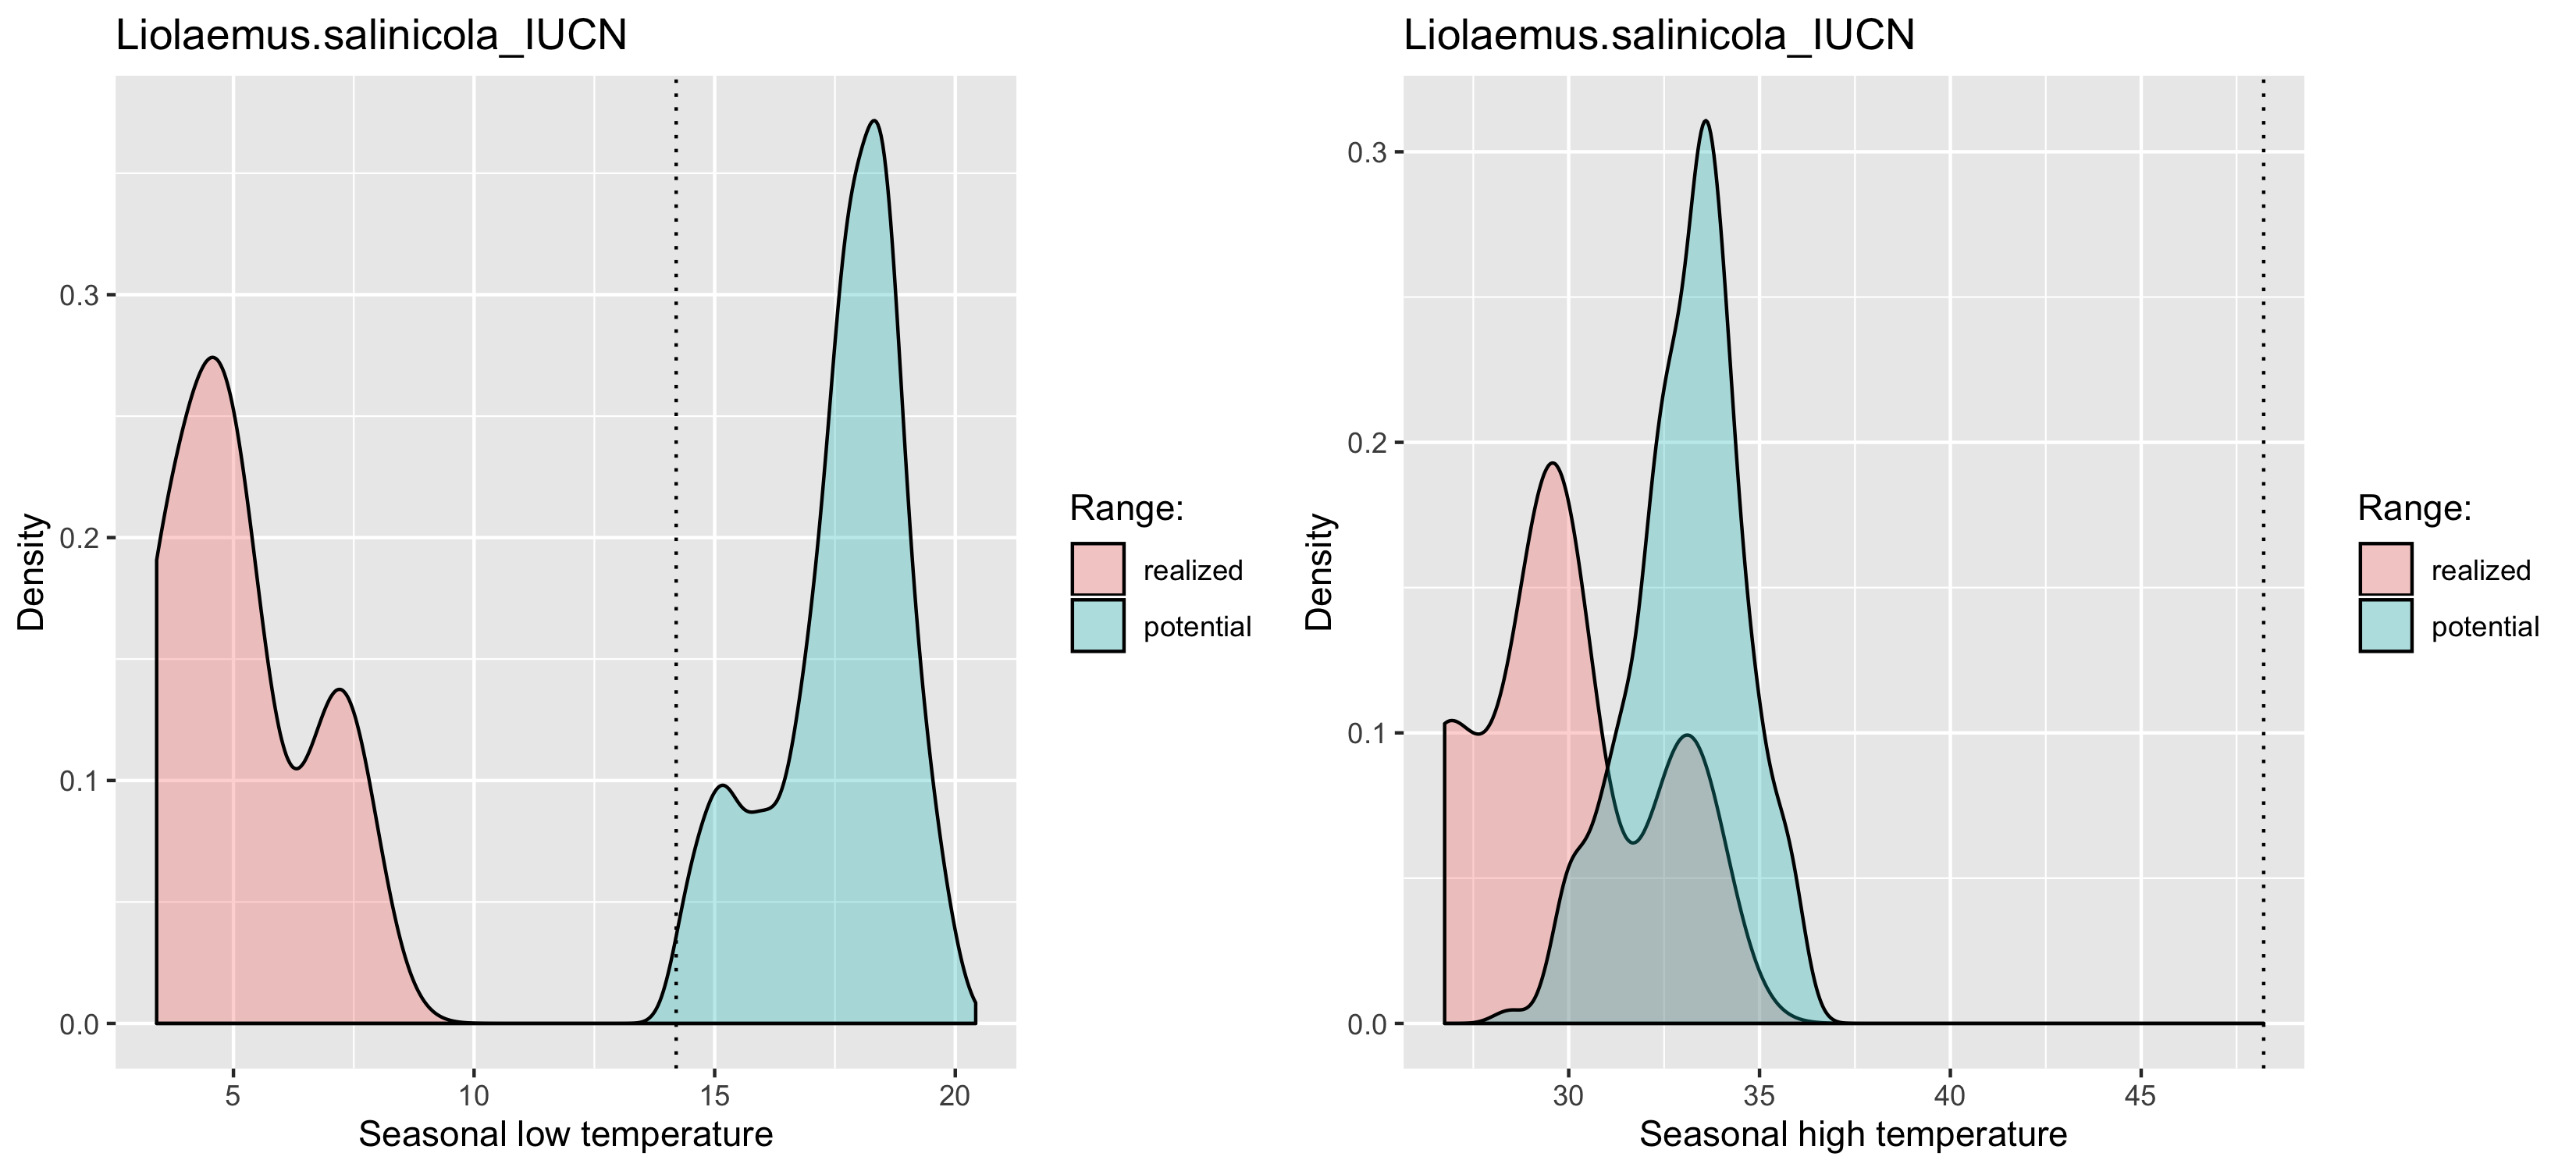 Liolaemus.salinicola_IUCN
Density
0.3
0.2
0.1
0.0
5 10 15 20
Seasonal low temperature
Range:
realized
potential
Liolaemus.salinicola_IUCN
Density
0.3
0.2
0.1
0.0
30 35 40 45
Seasonal high temperature
Range:
realized
potential